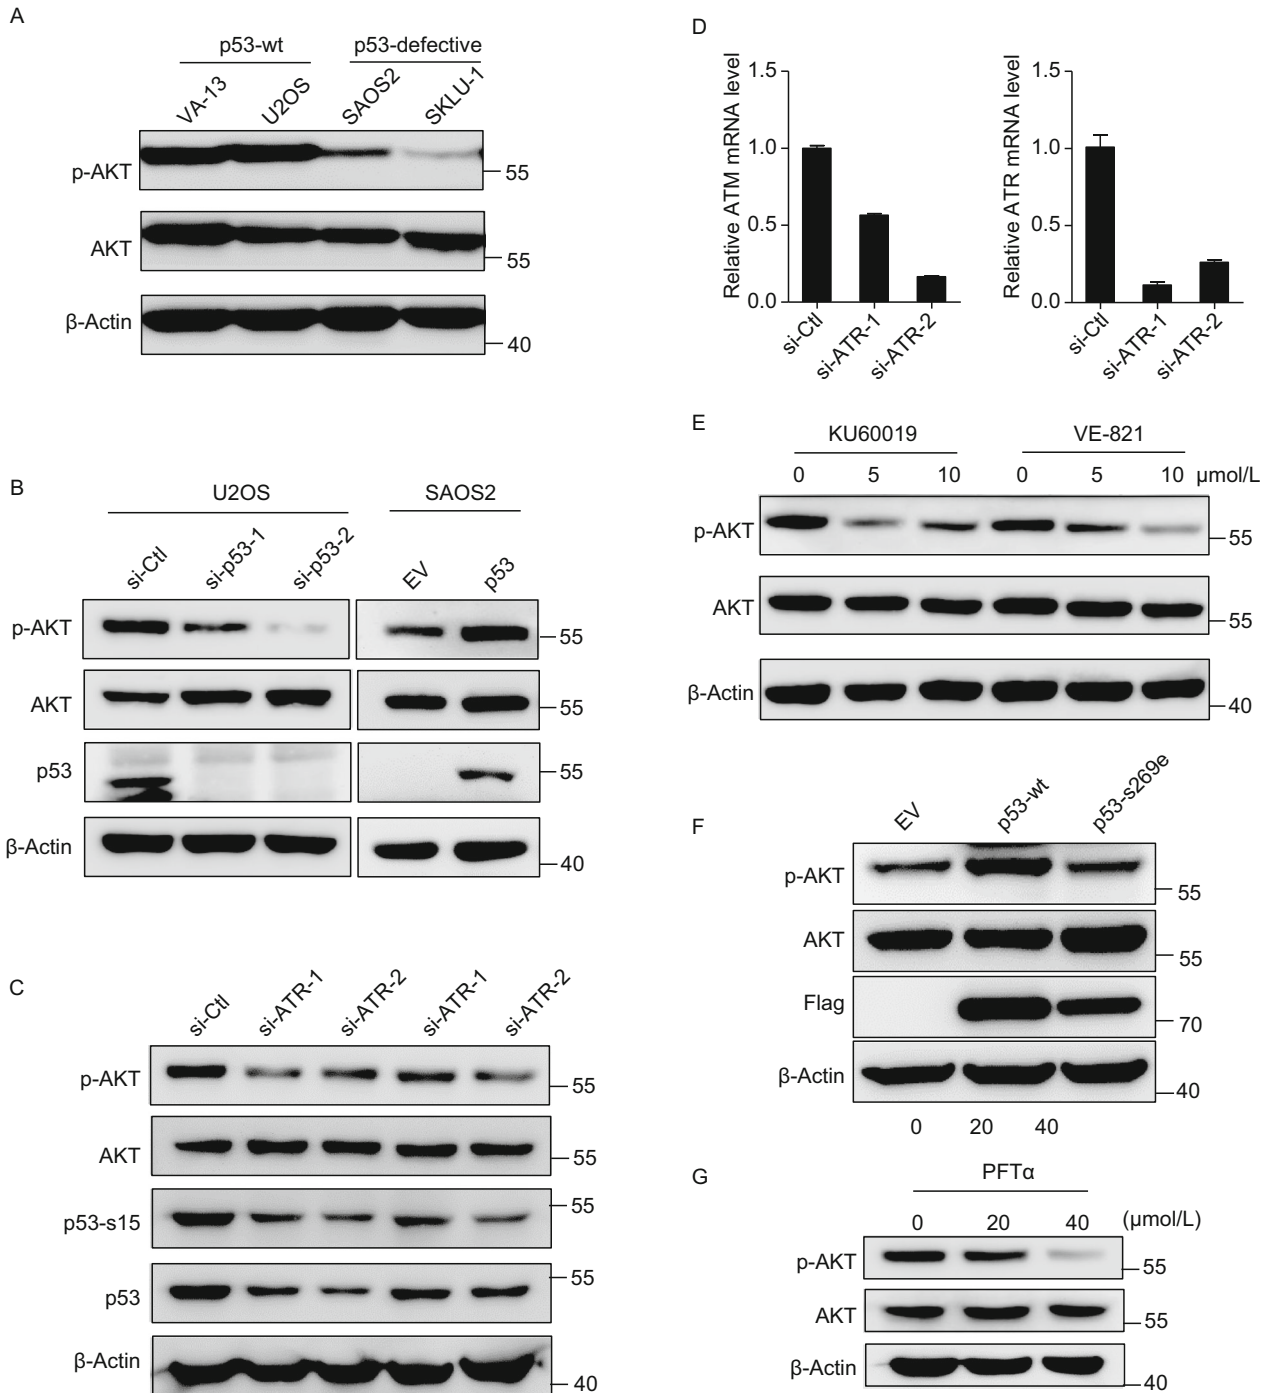 A
p53-wt p53-defective
VA-13 U2OS SAOS2 SKLU-1
p-AKT 55
AKT 55
β-Actin 40
B
U2OS SAOS2
si-Ctl si-p53-1 si-p53-2 EV p53
p-AKT 55
AKT 55
p53 55
β-Actin 40
C
si-Ctl si-ATR-1 si-ATR-2 si-ATR-1 si-ATR-2
p-AKT 55
AKT 55
p53-s15 55
p53 55
β-Actin 40
D
Relative ATM mRNA level
1.5
1.0
0.5
0.0
si-Ctl si-ATR-1 si-ATR-2
Relative ATR mRNA level
1.5
1.0
0.5
0.0
si-Ctl si-ATR-1 si-ATR-2
E
KU60019 VE-821
0 5 10 0 5 10 μmol/L
p-AKT 55
AKT 55
β-Actin 40
F
EV p53-wt p53-s269e
p-AKT 55
AKT 55
Flag 70
β-Actin 40
0 20 40
G
PFTα
0 20 40 (μmol/L)
p-AKT 55
AKT 55
β-Actin 40